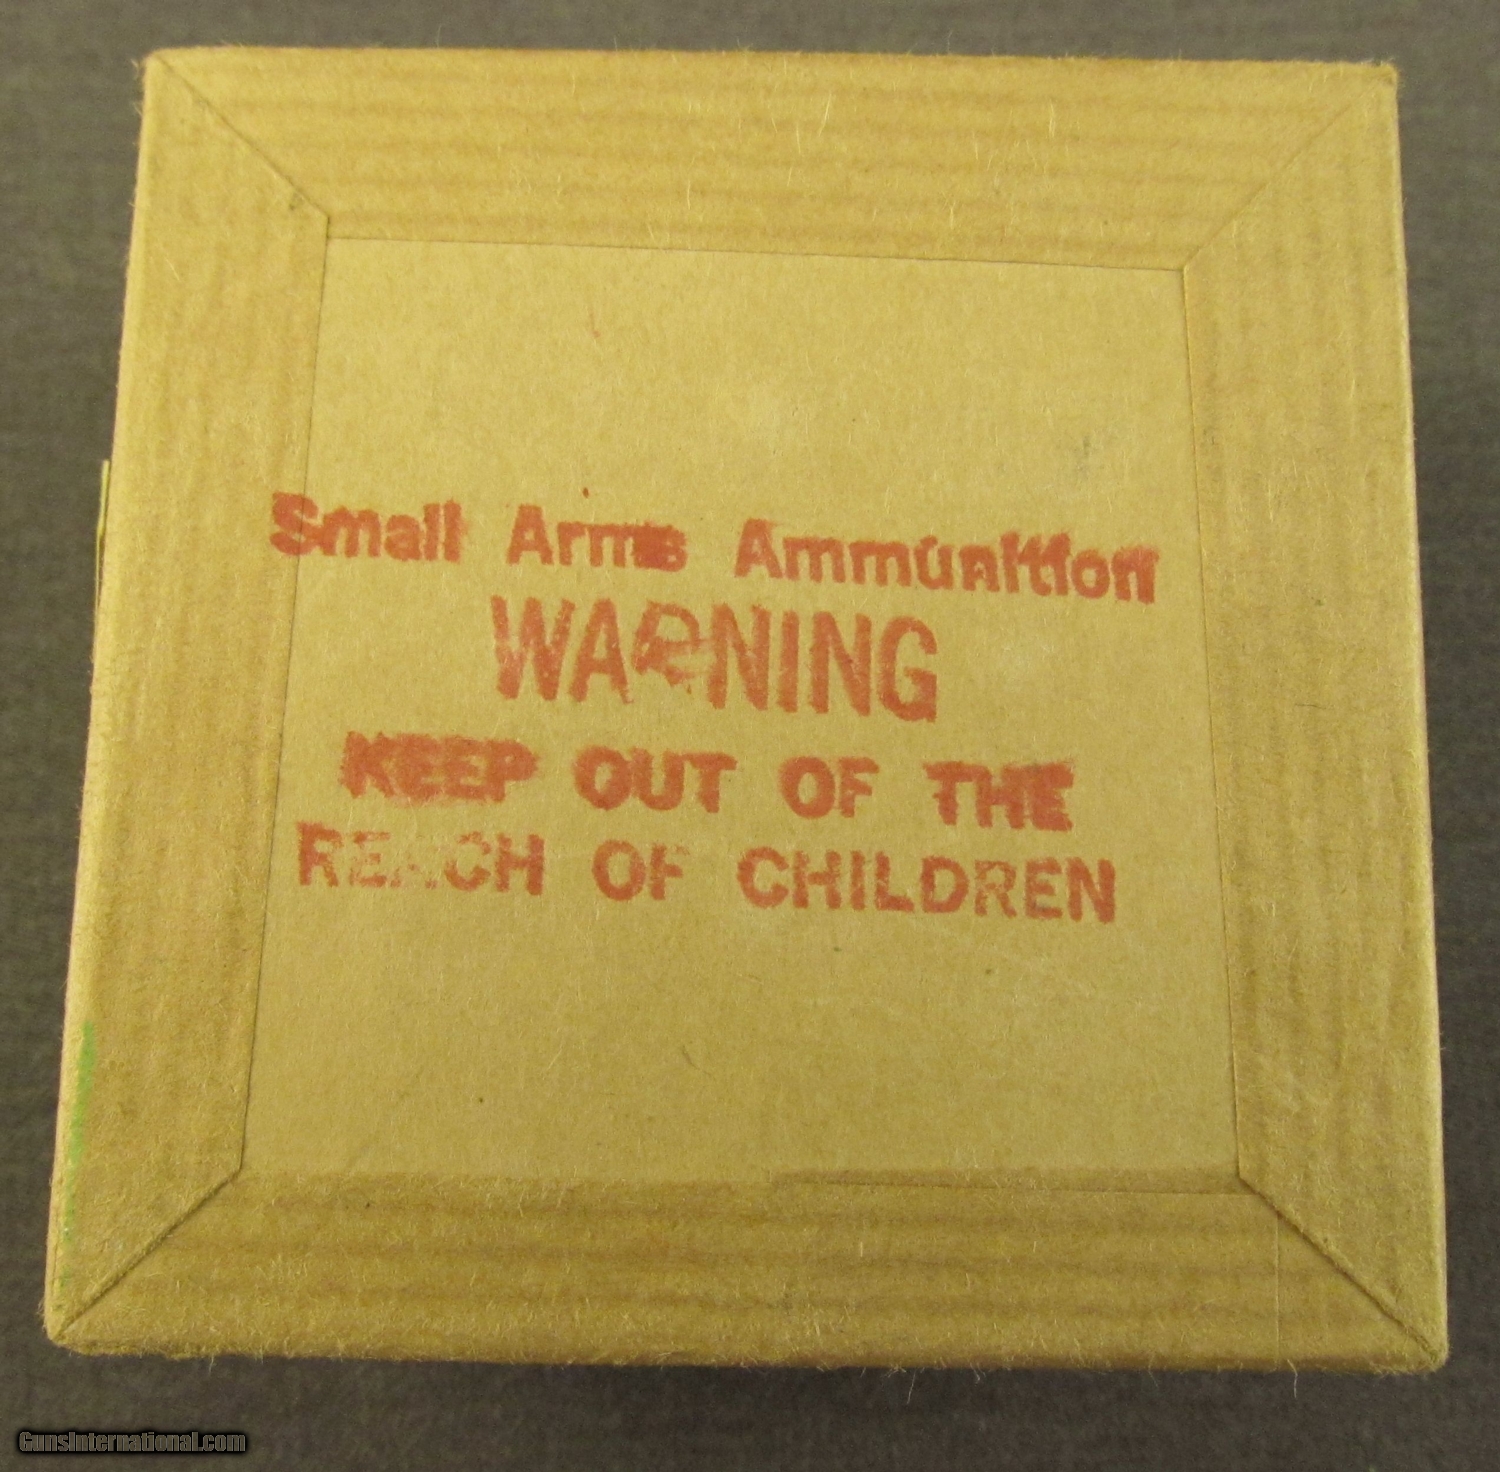 Small Arms Ammunition
WARNING
KEEP OUT OF THE
REACH OF CHILDREN
GunsInternational.com